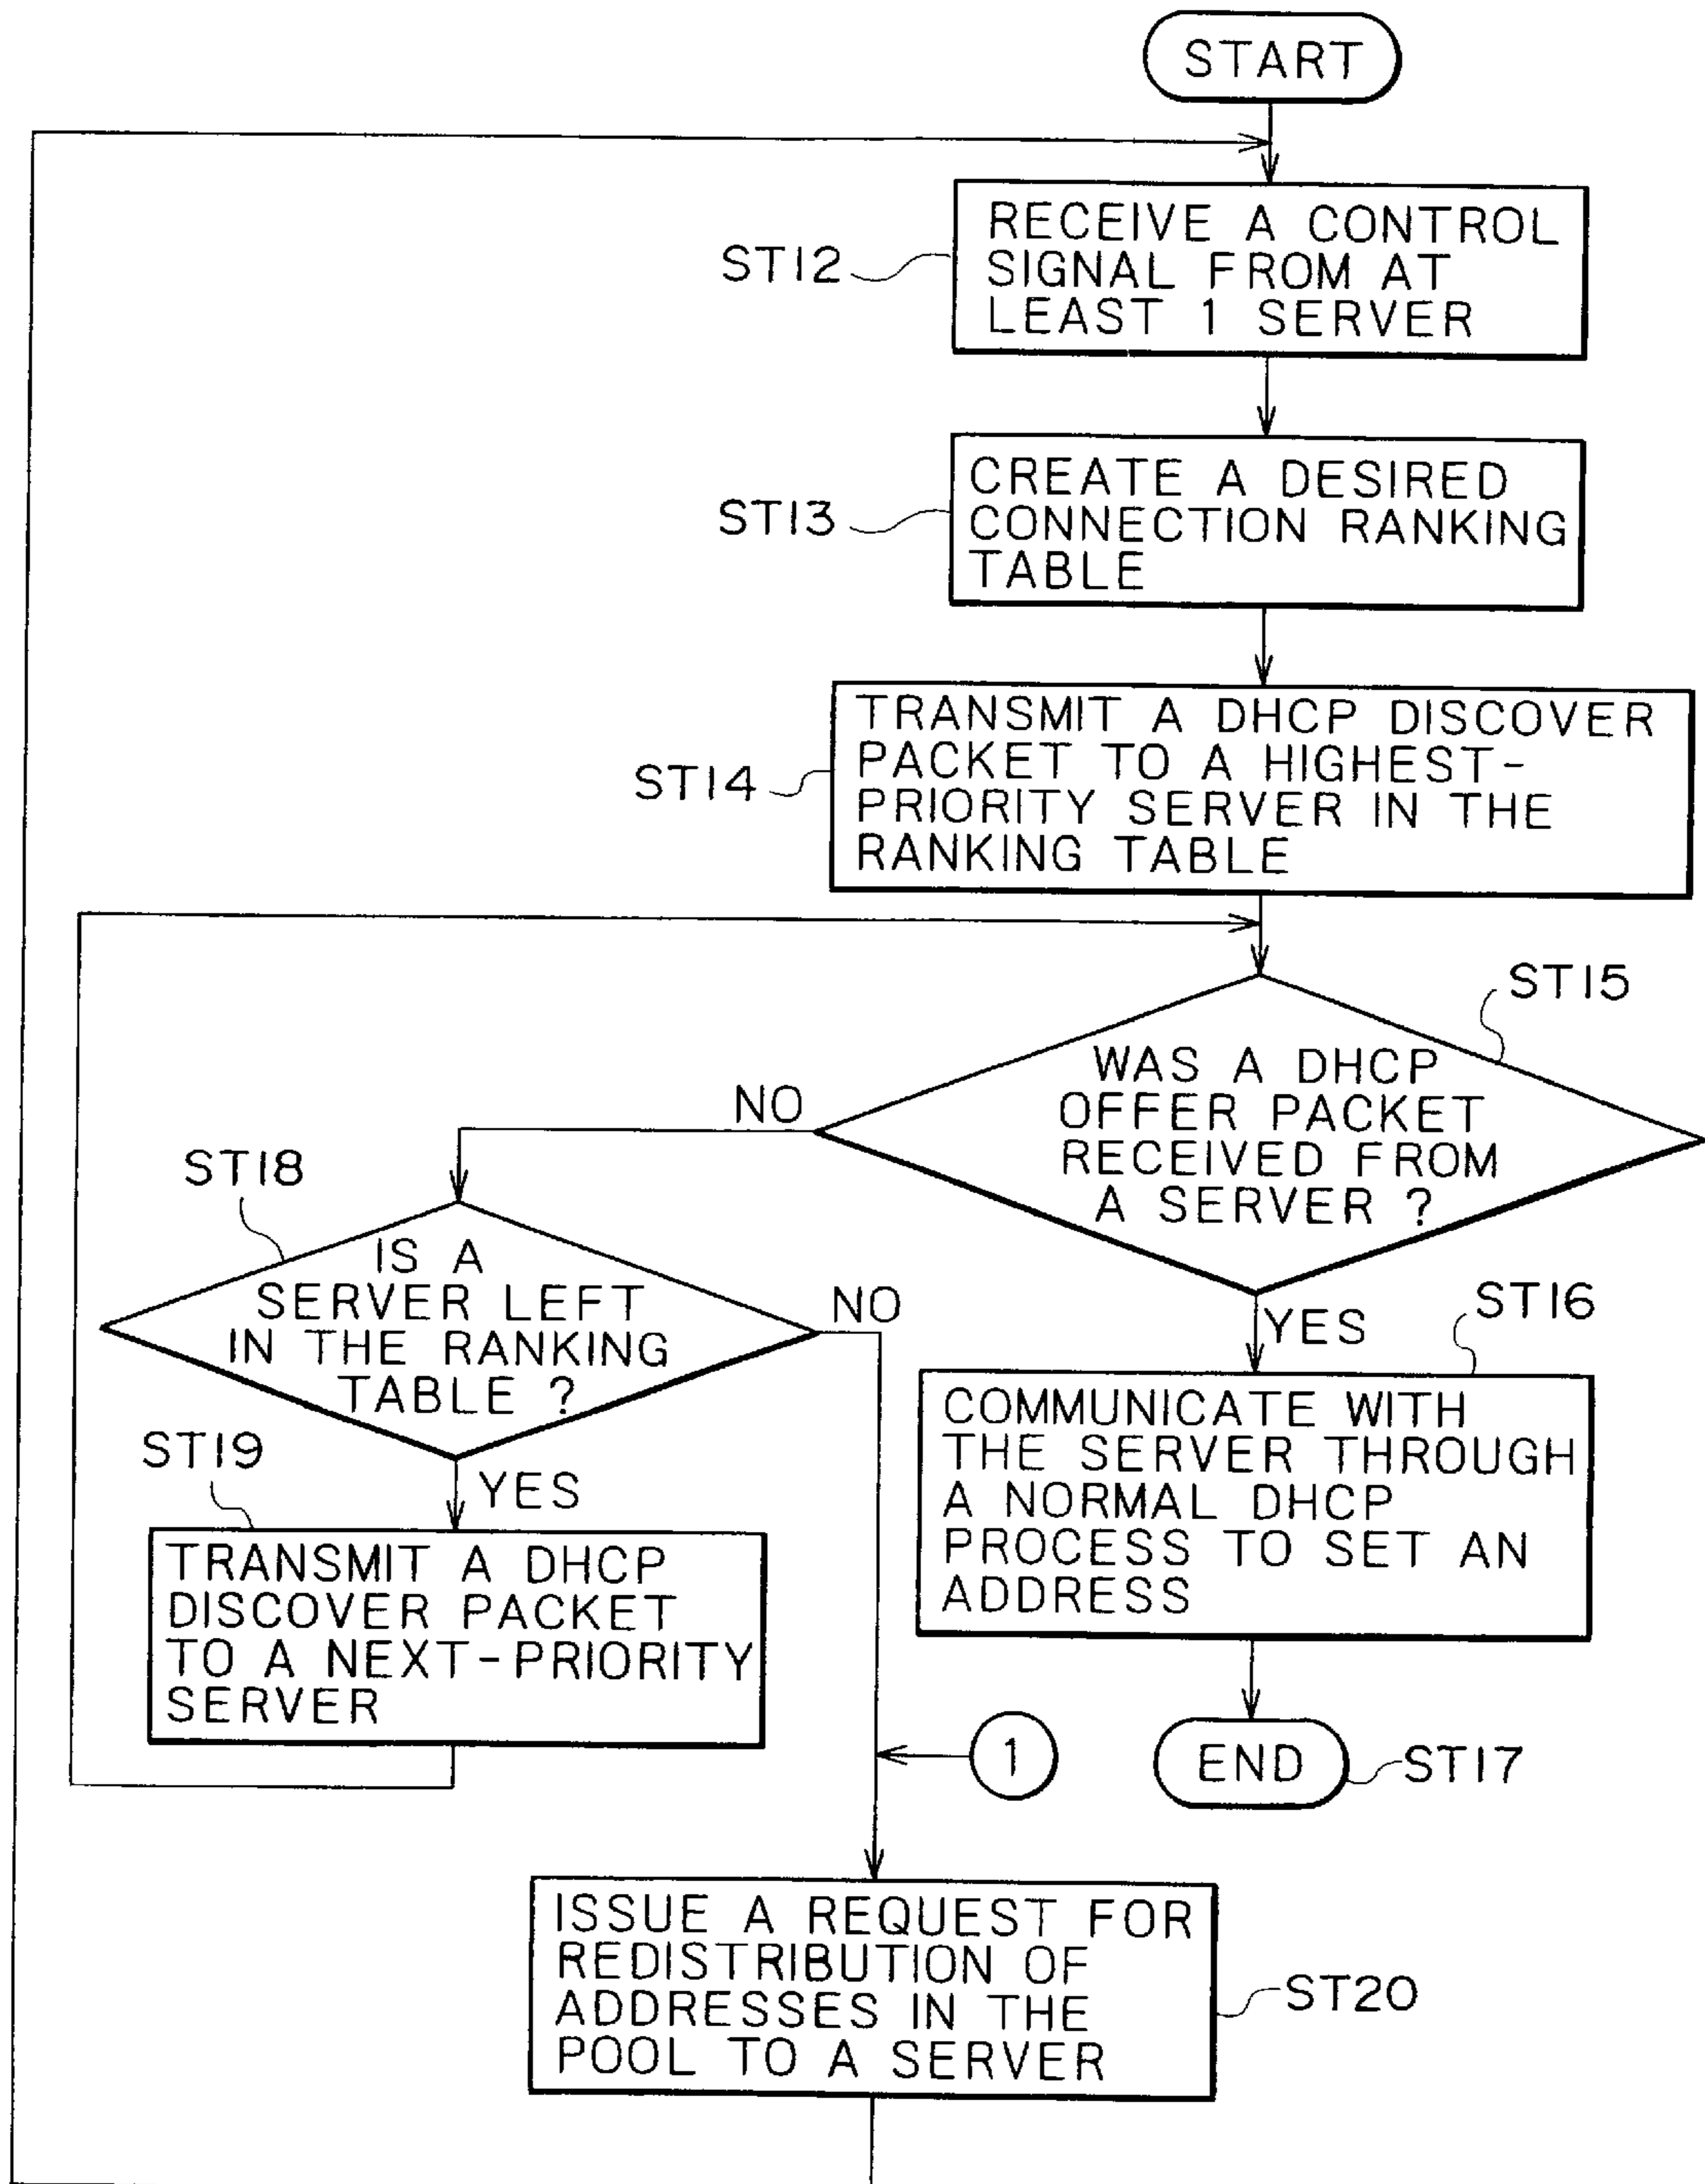 START
ST12
RECEIVE A CONTROL
SIGNAL FROM AT
LEAST 1 SERVER
ST13
CREATE A DESIRED
CONNECTION RANKING
TABLE
ST14
TRANSMIT A DHCP DISCOVER
PACKET TO A HIGHEST-
PRIORITY SERVER IN THE
RANKING TABLE
ST15
WAS A DHCP
OFFER PACKET
RECEIVED FROM
A SERVER ?
NO
YES
ST18
IS A
SERVER LEFT
IN THE RANKING
TABLE ?
NO
YES
ST16
COMMUNICATE WITH
THE SERVER THROUGH
A NORMAL DHCP
PROCESS TO SET AN
ADDRESS
ST19
TRANSMIT A DHCP
DISCOVER PACKET
TO A NEXT-PRIORITY
SERVER
1
END
ST17
ISSUE A REQUEST FOR
REDISTRIBUTION OF
ADDRESSES IN THE
POOL TO A SERVER
ST20